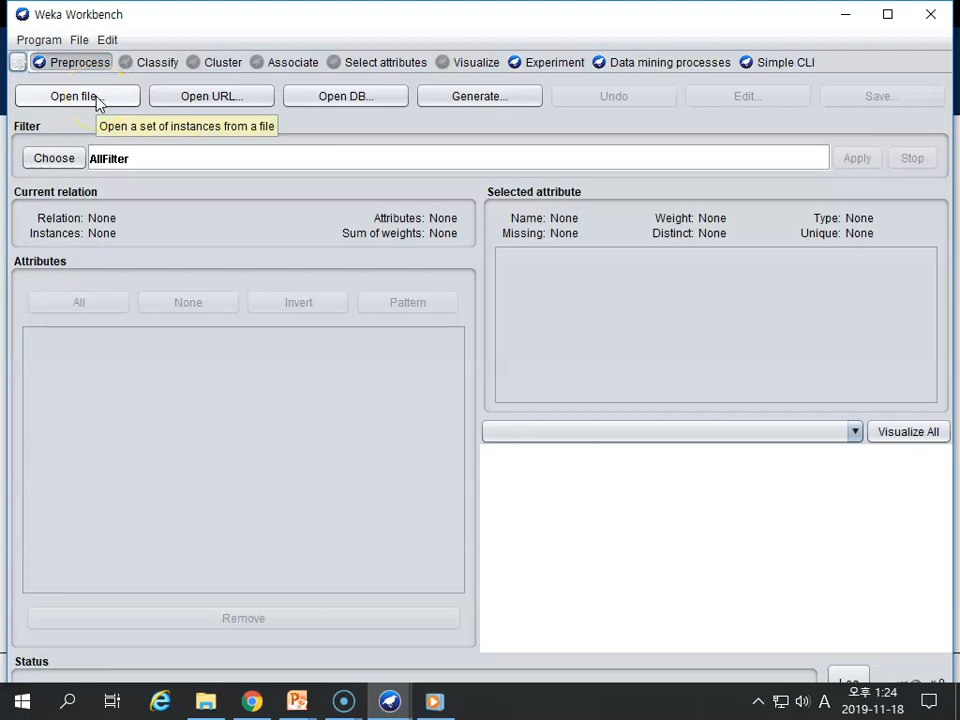 Weka Workbench
Program File Edit
Preprocess Classify Cluster Associate Select attributes Visualize Experiment Data mining processes Simple CLI
Open file... Open URL... Open DB... Generate... Undo Edit... Save...
Open a set of instances from a file
Filter
Choose AllFilter Apply Stop
Current relation
Relation: None Attributes: None
Instances: None Sum of weights: None
Selected attribute
Name: None Weight: None Type: None
Missing: None Distinct: None Unique: None
Attributes
All None Invert Pattern
Visualize All
Remove
Status
A 오후 1:24
2019-11-18